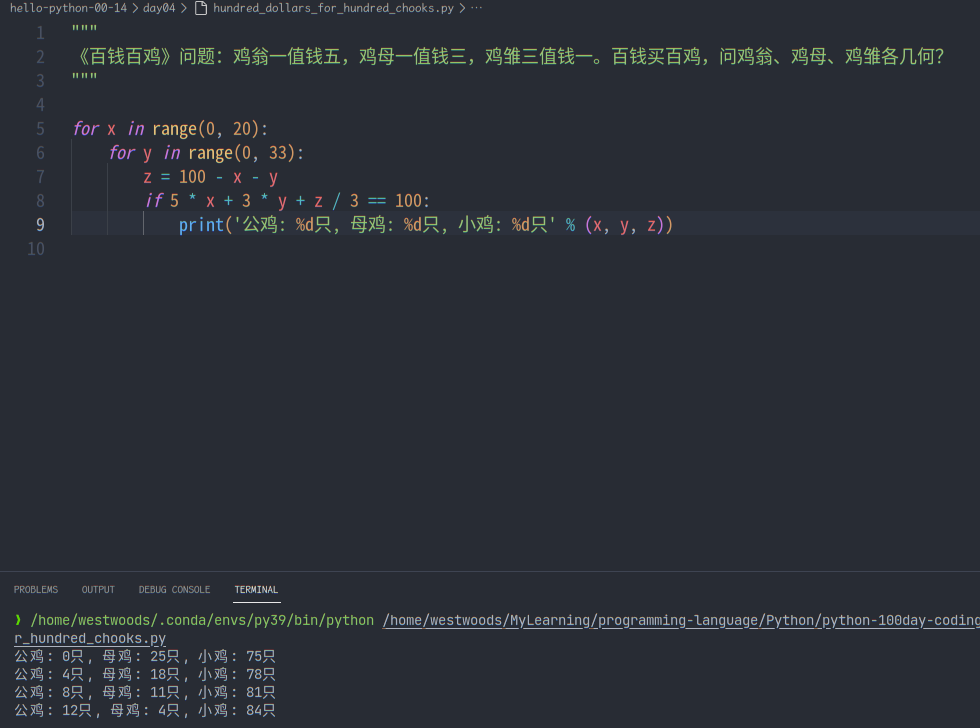 hello-python-00-14 > day04 > hundred_dollars_for_hundred_chooks.py > ...
1 """
2 《百钱百鸡》问题：鸡翁一值钱五，鸡母一值钱三，鸡雏三值钱一。百钱买百鸡，问鸡翁、鸡母、鸡雏各几何？
3 """
4
5 for x in range(0, 20):
6     for y in range(0, 33):
7         z = 100 - x - y
8         if 5 * x + 3 * y + z / 3 == 100:
9             print('公鸡: %d只, 母鸡: %d只, 小鸡: %d只' % (x, y, z))
10
PROBLEMS OUTPUT DEBUG CONSOLE TERMINAL
❯ /home/westwoods/.conda/envs/py39/bin/python /home/westwoods/MyLearning/programming-language/Python/python-100day-coding
r_hundred_chooks.py
公鸡: 0只, 母鸡: 25只, 小鸡: 75只
公鸡: 4只, 母鸡: 18只, 小鸡: 78只
公鸡: 8只, 母鸡: 11只, 小鸡: 81只
公鸡: 12只, 母鸡: 4只, 小鸡: 84只